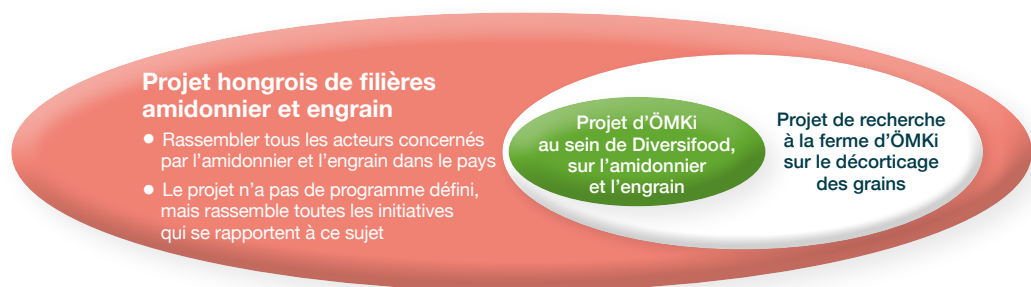 Projet hongrois de filières
amidonnier et engrain
• Rassembler tous les acteurs concernés
par l'amidonnier et l'engrain dans le pays
• Le projet n'a pas de programme défini,
mais rassemble toutes les initiatives
qui se rapportent à ce sujet
Projet d'ÖMKi
au sein de Diversifood,
sur l'amidonnier
et l'engrain
Projet de recherche
à la ferme d'ÖMKi
sur le décorticage
des grains